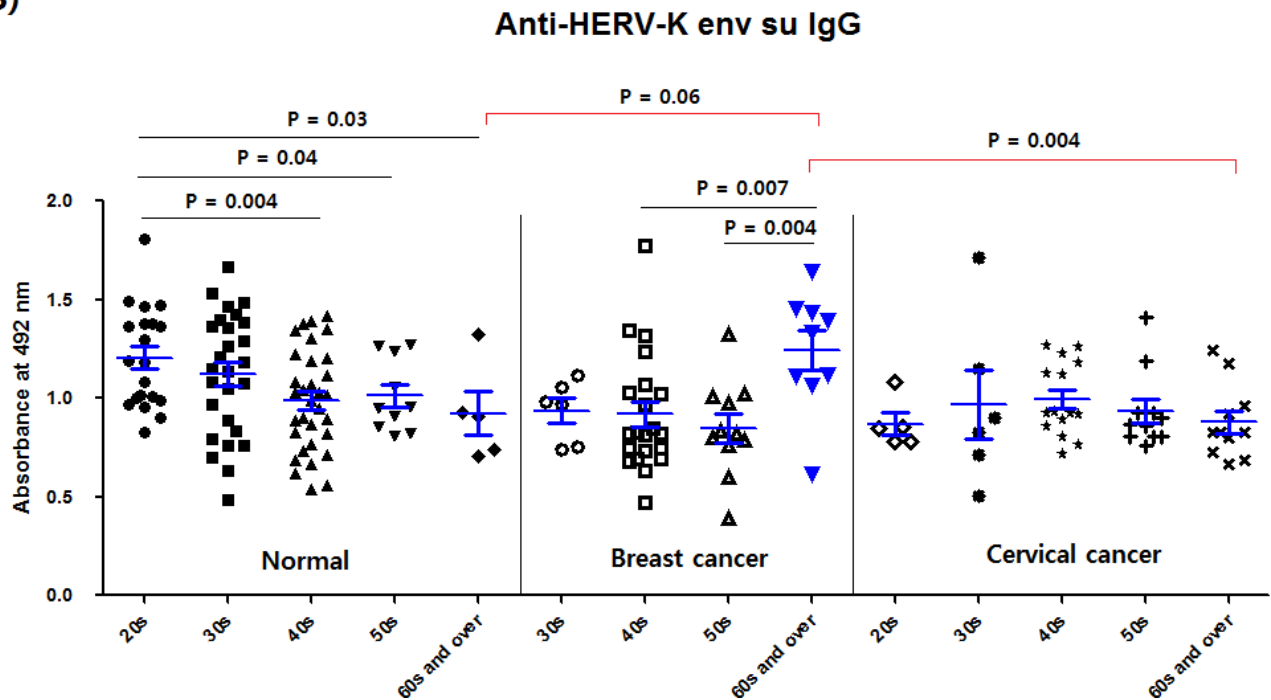 Anti-HERV-K env su IgG
P = 0.06
P = 0.03
P = 0.004
P = 0.04
P = 0.007
P = 0.004
P = 0.004
Absorbance at 492 nm
2.0
1.5
1.0
0.5
0.0
Normal
Breast cancer
Cervical cancer
20s
30s
40s
50s
60s and over
30s
40s
50s
60s and over
20s
30s
40s
50s
60s and over